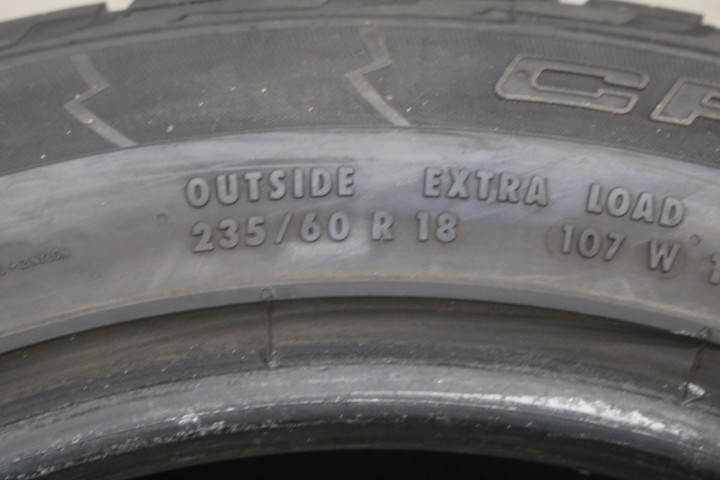 OUTSIDE EXTRA LOAD
235/60 R 18 107 W